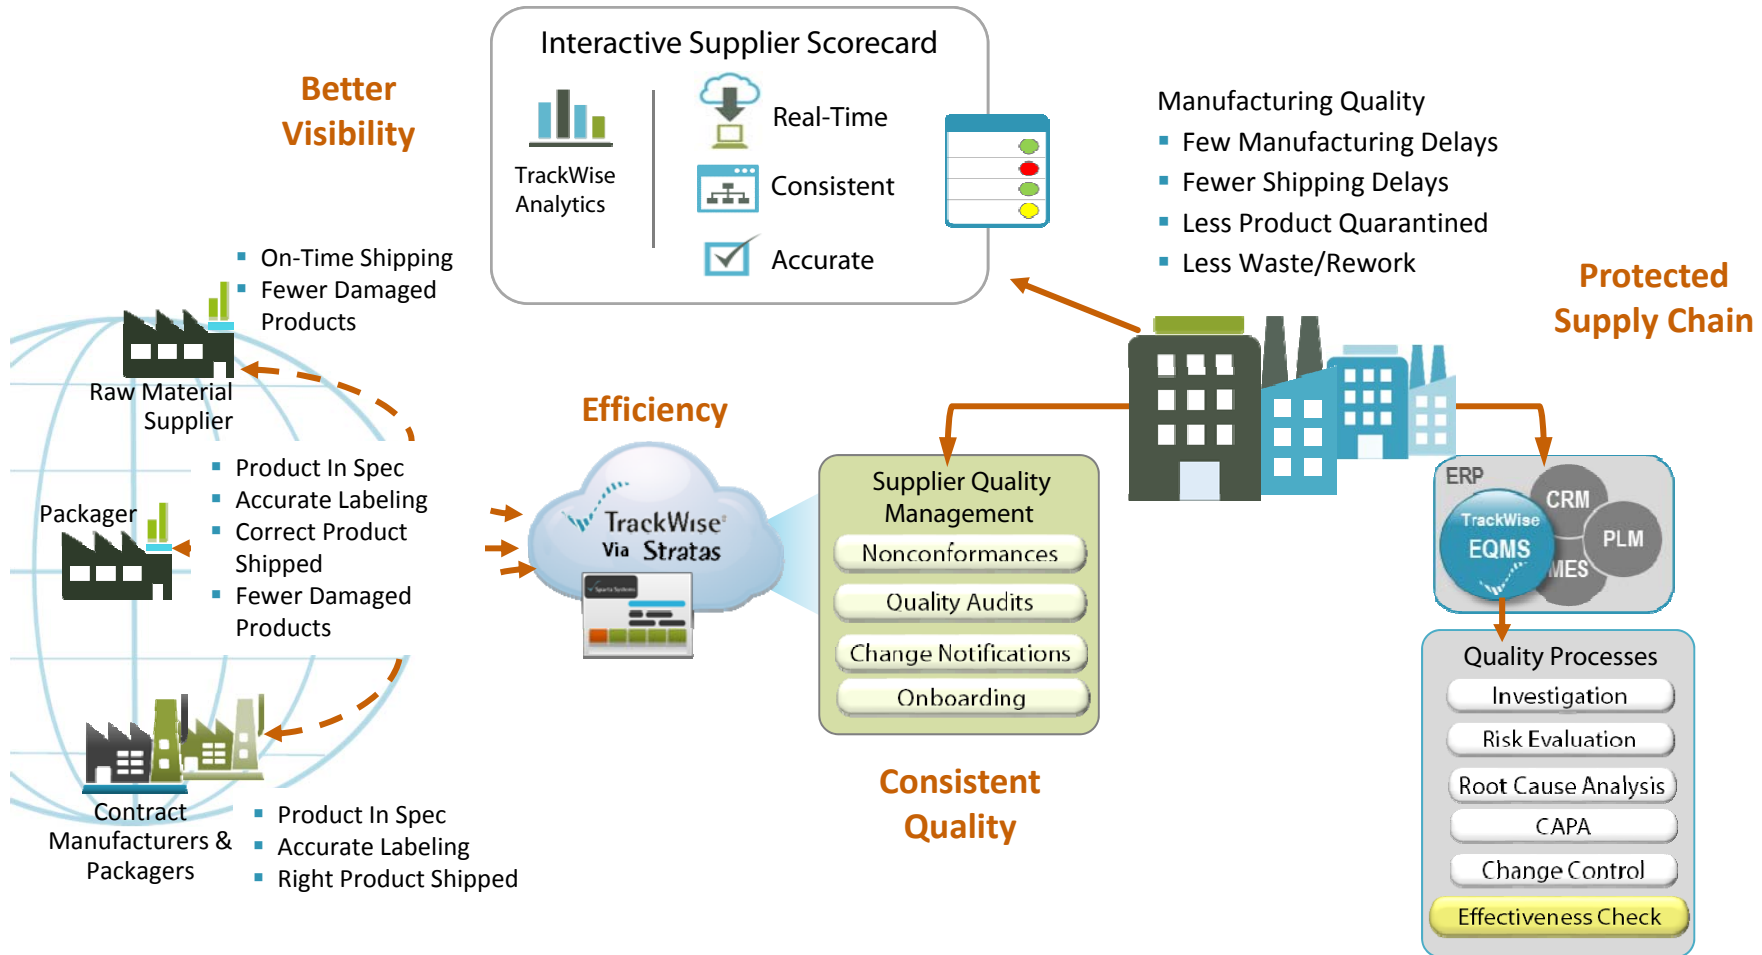 Interactive Supplier Scorecard
TrackWise
Analytics
Real-Time
Consistent
Accurate
Better
Visibility
Manufacturing Quality
Few Manufacturing Delays
Fewer Shipping Delays
Less Product Quarantined
Less Waste/Rework
Protected
Supply Chain
On-Time Shipping
Fewer Damaged
Products
Raw Material
Supplier
Product In Spec
Accurate Labeling
Correct Product
Shipped
Fewer Damaged
Products
Packager
Contract
Manufacturers &
Packagers
Product In Spec
Accurate Labeling
Right Product Shipped
Efficiency
TrackWise®
Via Stratas
Sparta Systems
Supplier Quality
Management
Nonconformances
Quality Audits
Change Notifications
Onboarding
Consistent
Quality
ERP
CRM
PLM
MES
TrackWise
EQMS
Quality Processes
Investigation
Risk Evaluation
Root Cause Analysis
CAPA
Change Control
Effectiveness Check